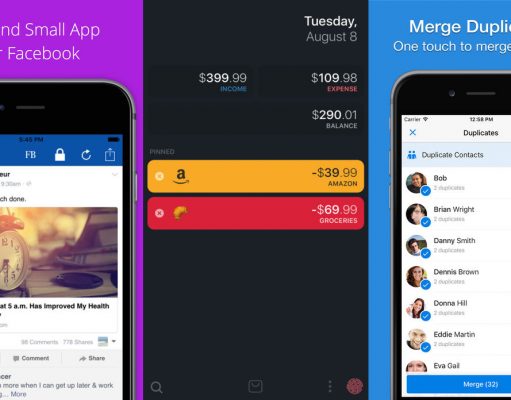 nd Small App
Facebook
5:45 PM
FB
eur
9:30am
ch done.
at 5 a.m. Has Improved My Health
98 Comments 778 Shares
Comment
Share
ncer
more when I can get up later & work
g... More
Tuesday,
August 8
$399.99
INCOME
$109.98
EXPENSE
$290.01
BALANCE
PINNED
-$39.99
AMAZON
-$69.99
GROCERIES
Merge Duplic
One touch to merge
Carrier
12:58 PM
Duplicates
Duplicate Contacts
Bob
2 duplicates
Brian Wright
2 duplicates
Danny Smith
2 duplicates
Dennis Brown
2 duplicates
Donna Hill
2 duplicates
Eddie Martin
2 duplicates
Eva Gail
Merge (32)